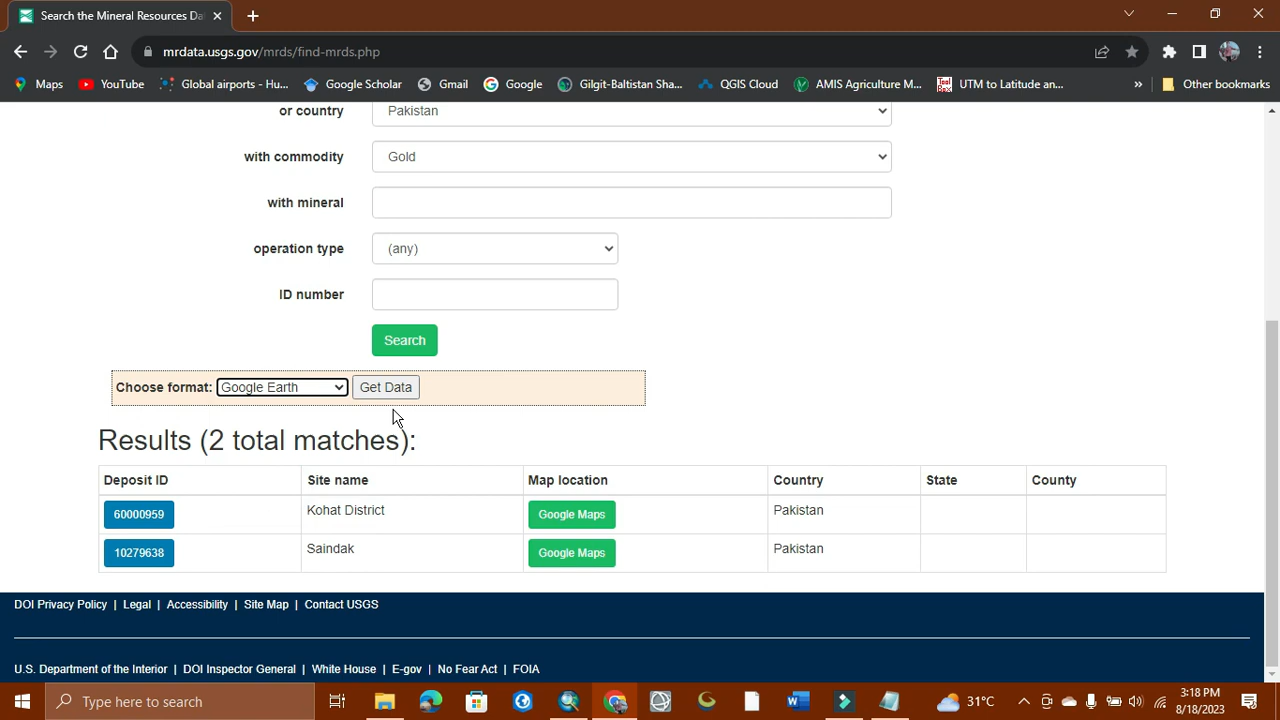 Search the Mineral Resources Da
mrdata.usgs.gov/mrds/find-mrds.php
Maps YouTube Global airports - Hu... Google Scholar Gmail Google Gilgit-Baltistan Sha... QGIS Cloud AMIS Agriculture M... UTM to Latitude an... » Other bookmarks
or country Pakistan
with commodity Gold
with mineral
operation type (any)
ID number
Search
Choose format: Google Earth Get Data
Results (2 total matches):
Deposit ID Site name Map location Country State County
60000959 Kohat District Google Maps Pakistan
10279638 Saindak Google Maps Pakistan
DOI Privacy Policy | Legal | Accessibility | Site Map | Contact USGS
U.S. Department of the Interior | DOI Inspector General | White House | E-gov | No Fear Act | FOIA
Type here to search 31°C 3:18 PM
8/18/2023